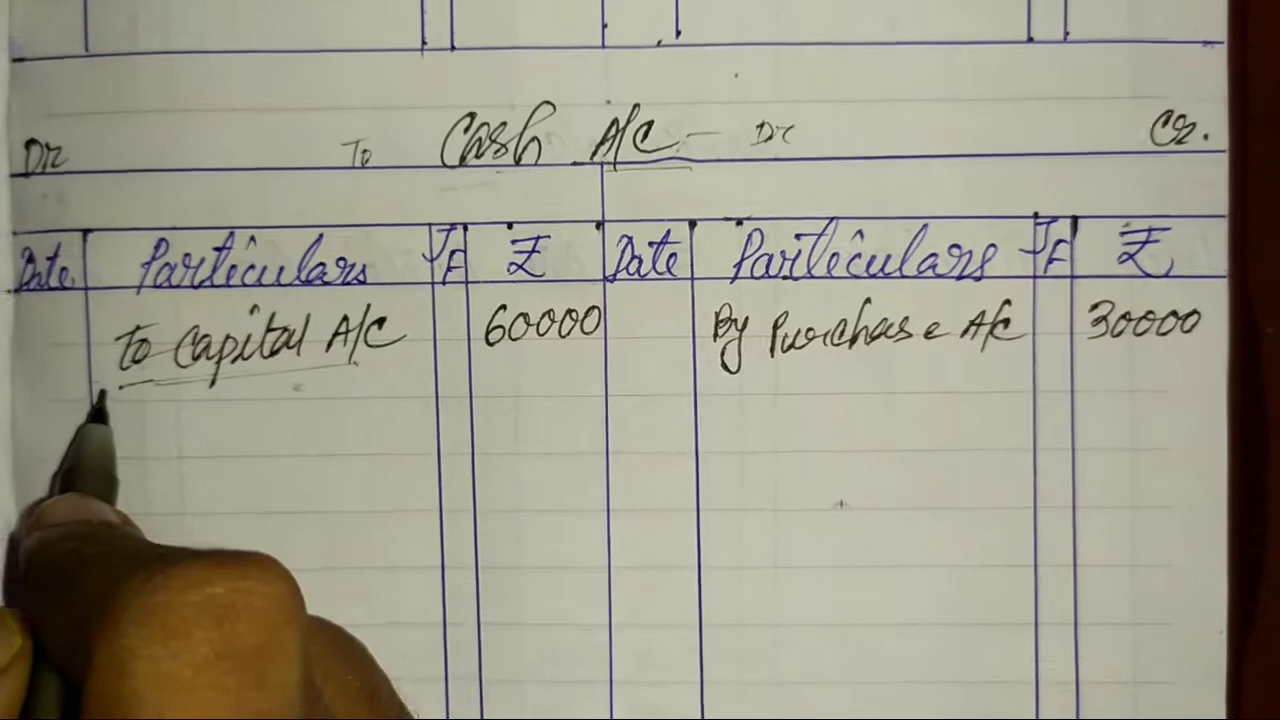 Dr To Cash A/C - Dr Cr.
Date Particulars J F ₹ Date Particulars J F ₹
To Capital A/C 60000 By Purchase A/C 30000